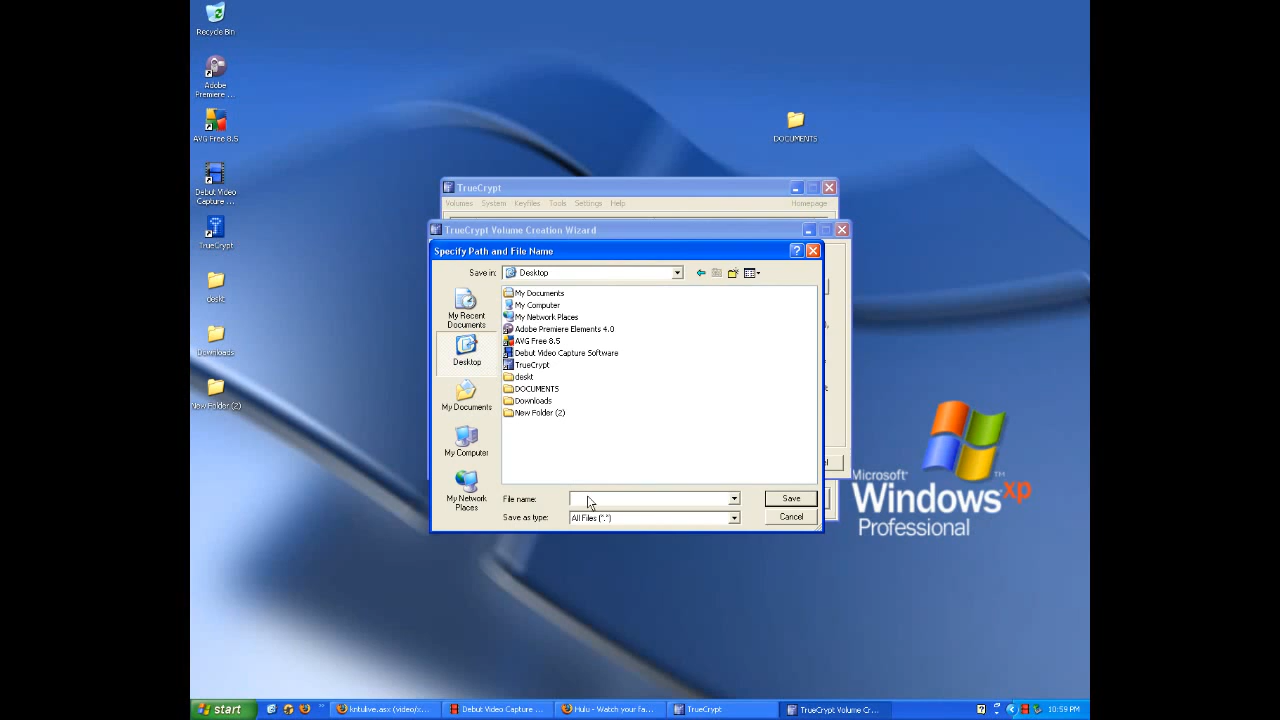 Recycle Bin
Adobe
Premiere ...
AVG Free 8.5
Debut Video
Capture ...
TrueCrypt
deskt
Downloads
New Folder (2)
DOCUMENTS
TrueCrypt
Volumes System Keyfiles Tools Settings Help Homepage
TrueCrypt Volume Creation Wizard
Specify Path and File Name
Save in: Desktop
My Recent
Documents
Desktop
My Documents
My Computer
My Network
Places
My Documents
My Computer
My Network Places
Adobe Premiere Elements 4.0
AVG Free 8.5
Debut Video Capture Software
TrueCrypt
deskt
DOCUMENTS
Downloads
New Folder (2)
File name: Save
Save as type: All Files (*.*) Cancel
Microsoft
Windows xp
Professional
start kntulive.asx (video/x... Debut Video Capture ... Hulu - Watch your fa... TrueCrypt TrueCrypt Volume Cr... 10:59 PM